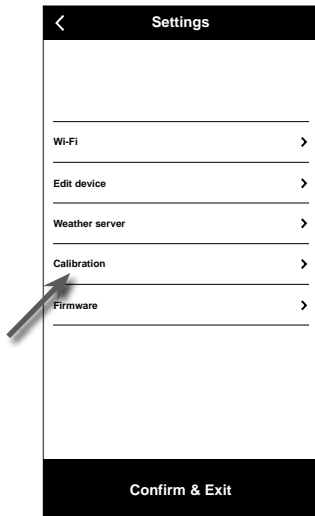 Settings
Wi-Fi
Edit device
Weather server
Calibration
Firmware
Confirm & Exit